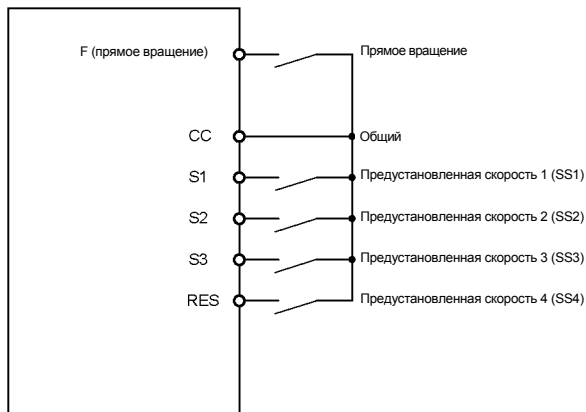 F (прямое вращение) Прямое вращение
CC Общий
S1 Предустановленная скорость 1 (SS1)
S2 Предустановленная скорость 2 (SS2)
S3 Предустановленная скорость 3 (SS3)
RES Предустановленная скорость 4 (SS4)